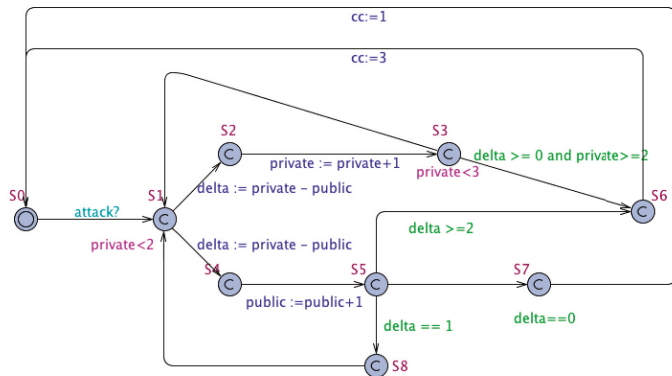 cc:=1
cc:=3
S2
S3
private := private+1
delta >= 0 and private>=2
private<3
S0
S1
S6
attack?
delta := private − public
private<2
delta := private − public
delta >=2
S4
S5
S7
public :=public+1
delta == 1
delta==0
C
C
C
C
C
C
C
C
S8